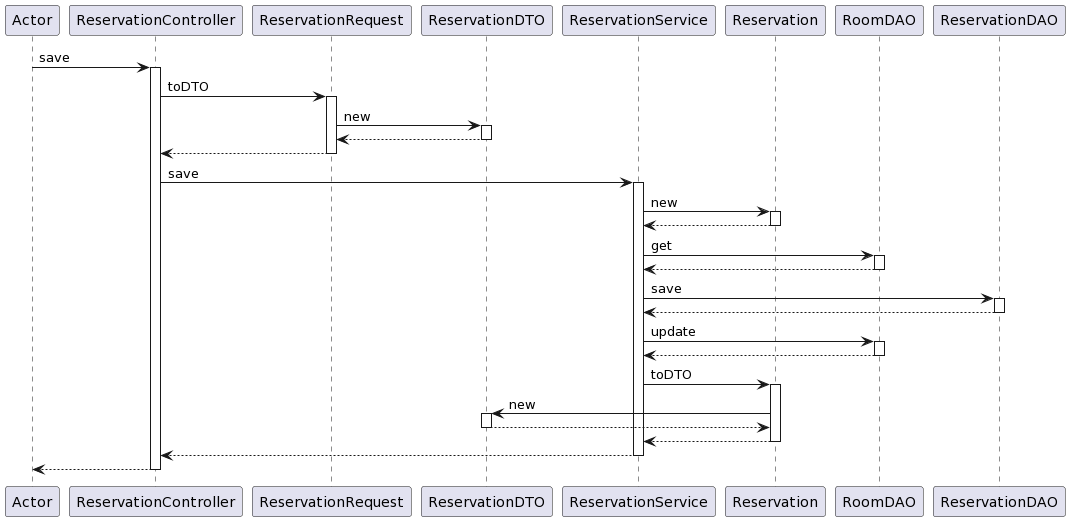 Actor
ReservationController
ReservationRequest
ReservationDTO
ReservationService
Reservation
RoomDAO
ReservationDAO
save
toDTO
new
save
new
get
save
update
toDTO
new
Actor
ReservationController
ReservationRequest
ReservationDTO
ReservationService
Reservation
RoomDAO
ReservationDAO